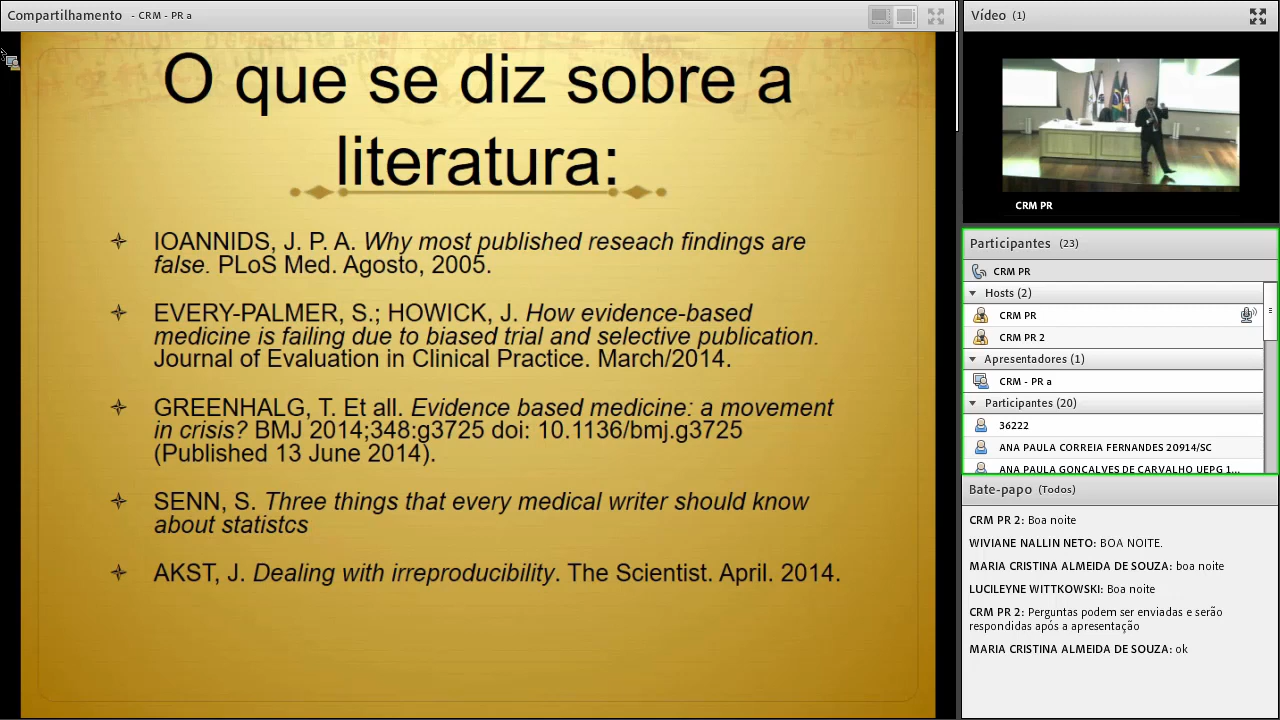 Compartilhamento - CRM - PR a
O que se diz sobre a
literatura:
IOANNIDS, J. P. A. Why most published reseach findings are
false. PLoS Med. Agosto, 2005.
EVERY-PALMER, S.; HOWICK, J. How evidence-based
medicine is failing due to biased trial and selective publication.
Journal of Evaluation in Clinical Practice. March/2014.
GREENHALG, T. Et all. Evidence based medicine: a movement
in crisis? BMJ 2014;348:g3725 doi: 10.1136/bmj.g3725
(Published 13 June 2014).
SENN, S. Three things that every medical writer should know
about statistcs
AKST, J. Dealing with irreproducibility. The Scientist. April. 2014.
Vídeo (1)
CRM PR
Participantes (23)
CRM PR
Hosts (2)
CRM PR
CRM PR 2
Apresentadores (1)
CRM - PR a
Participantes (20)
36222
ANA PAULA CORREIA FERNANDES 20914/SC
ANA PAULA GONÇALVES DE CARVALHO UEPG 1...
Bate-papo (Todos)
CRM PR 2: Boa noite
WIVIANE NALLIN NETO: BOA NOITE.
MARIA CRISTINA ALMEIDA DE SOUZA: boa noite
LUCILEYNE WITTKOWSKI: Boa noite
CRM PR 2: Perguntas podem ser enviadas e serão
respondidas após a apresentação
MARIA CRISTINA ALMEIDA DE SOUZA: ok